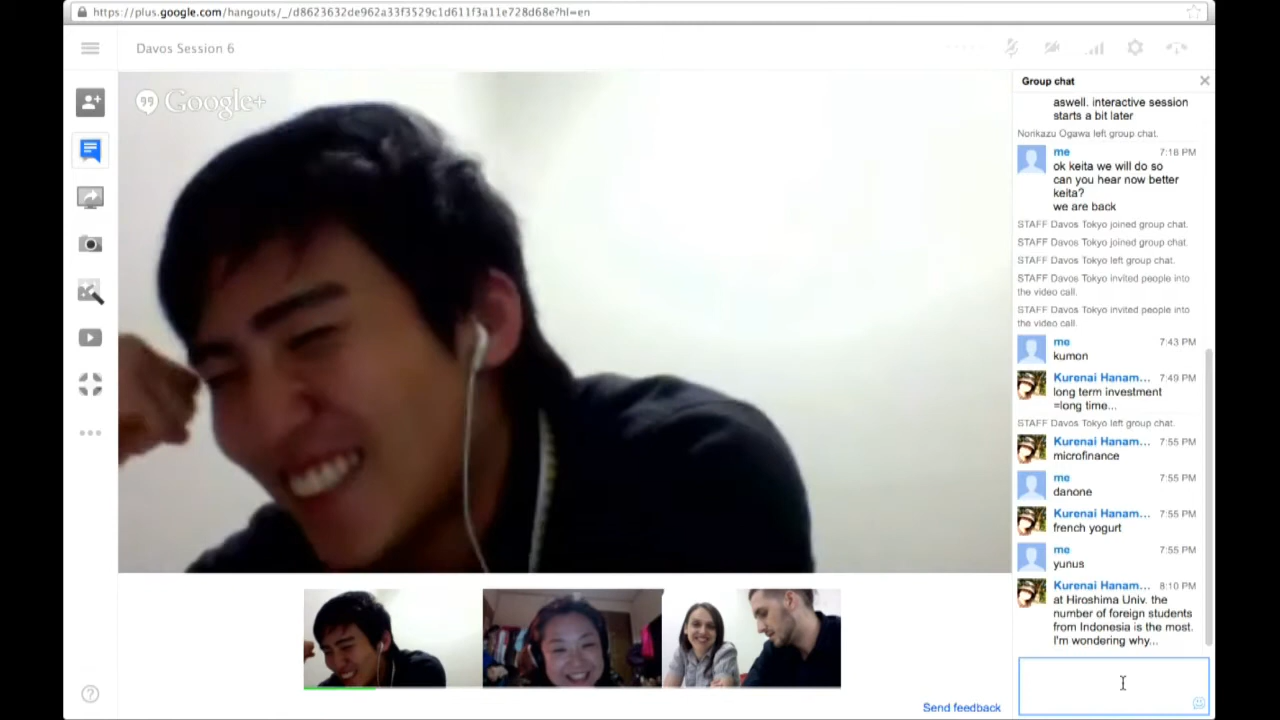 https://plus.google.com/hangouts/_/d8623632de962a33f3529c1d611f3a11e728d68e?hl=en
Davos Session 6
Google+
Group chat
aswell. interactive session
starts a bit later
Norikazu Ogawa left group chat.
me 7:18 PM
ok keita we will do so
can you hear now better
keita?
we are back
STAFF Davos Tokyo joined group chat.
STAFF Davos Tokyo joined group chat.
STAFF Davos Tokyo left group chat.
STAFF Davos Tokyo invited people into
the video call.
STAFF Davos Tokyo invited people into
the video call.
me 7:43 PM
kumon
Kurenai Hanam... 7:49 PM
long term investment
=long time...
STAFF Davos Tokyo left group chat.
Kurenai Hanam... 7:55 PM
microfinance
me 7:55 PM
danone
Kurenai Hanam... 7:55 PM
french yogurt
me 7:55 PM
yunus
Kurenai Hanam... 8:10 PM
at Hiroshima Univ. the
number of foreign students
from Indonesia is the most.
I'm wondering why...
Send feedback